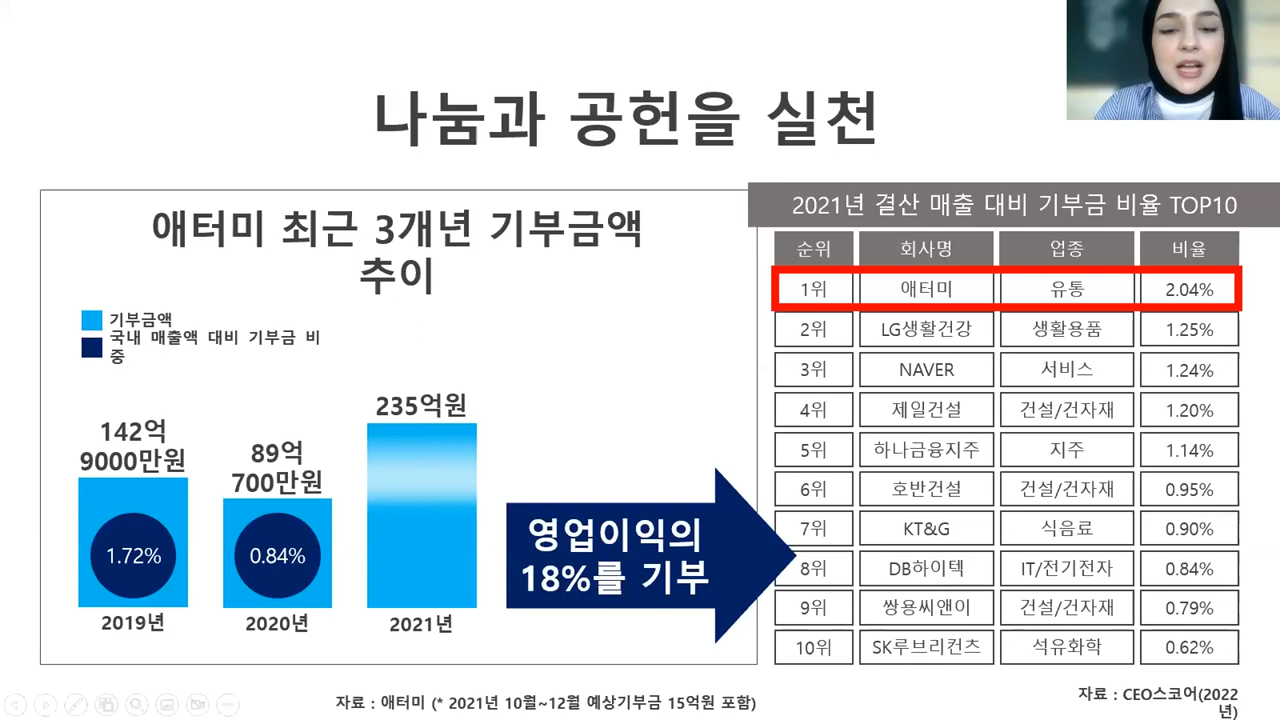 나눔과 공헌을 실천
애터미 최근 3개년 기부금액
추이
기부금액
국내 매출액 대비 기부금 비
중
142억
9000만원
89억
700만원
235억원
1.72%
0.84%
2019년
2020년
2021년
영업이익의
18%를 기부
2021년 결산 매출 대비 기부금 비율 TOP10
순위 회사명 업종 비율
1위 애터미 유통 2.04%
2위 LG생활건강 생활용품 1.25%
3위 NAVER 서비스 1.24%
4위 제일건설 건설/건자재 1.20%
5위 하나금융지주 지주 1.14%
6위 호반건설 건설/건자재 0.95%
7위 KT&G 식음료 0.90%
8위 DB하이텍 IT/전기전자 0.84%
9위 쌍용씨앤이 건설/건자재 0.79%
10위 SK루브리컨츠 석유화학 0.62%
자료 : 애터미 (* 2021년 10월~12월 예상기부금 15억원 포함)
자료 : CEO스코어(2022
년)